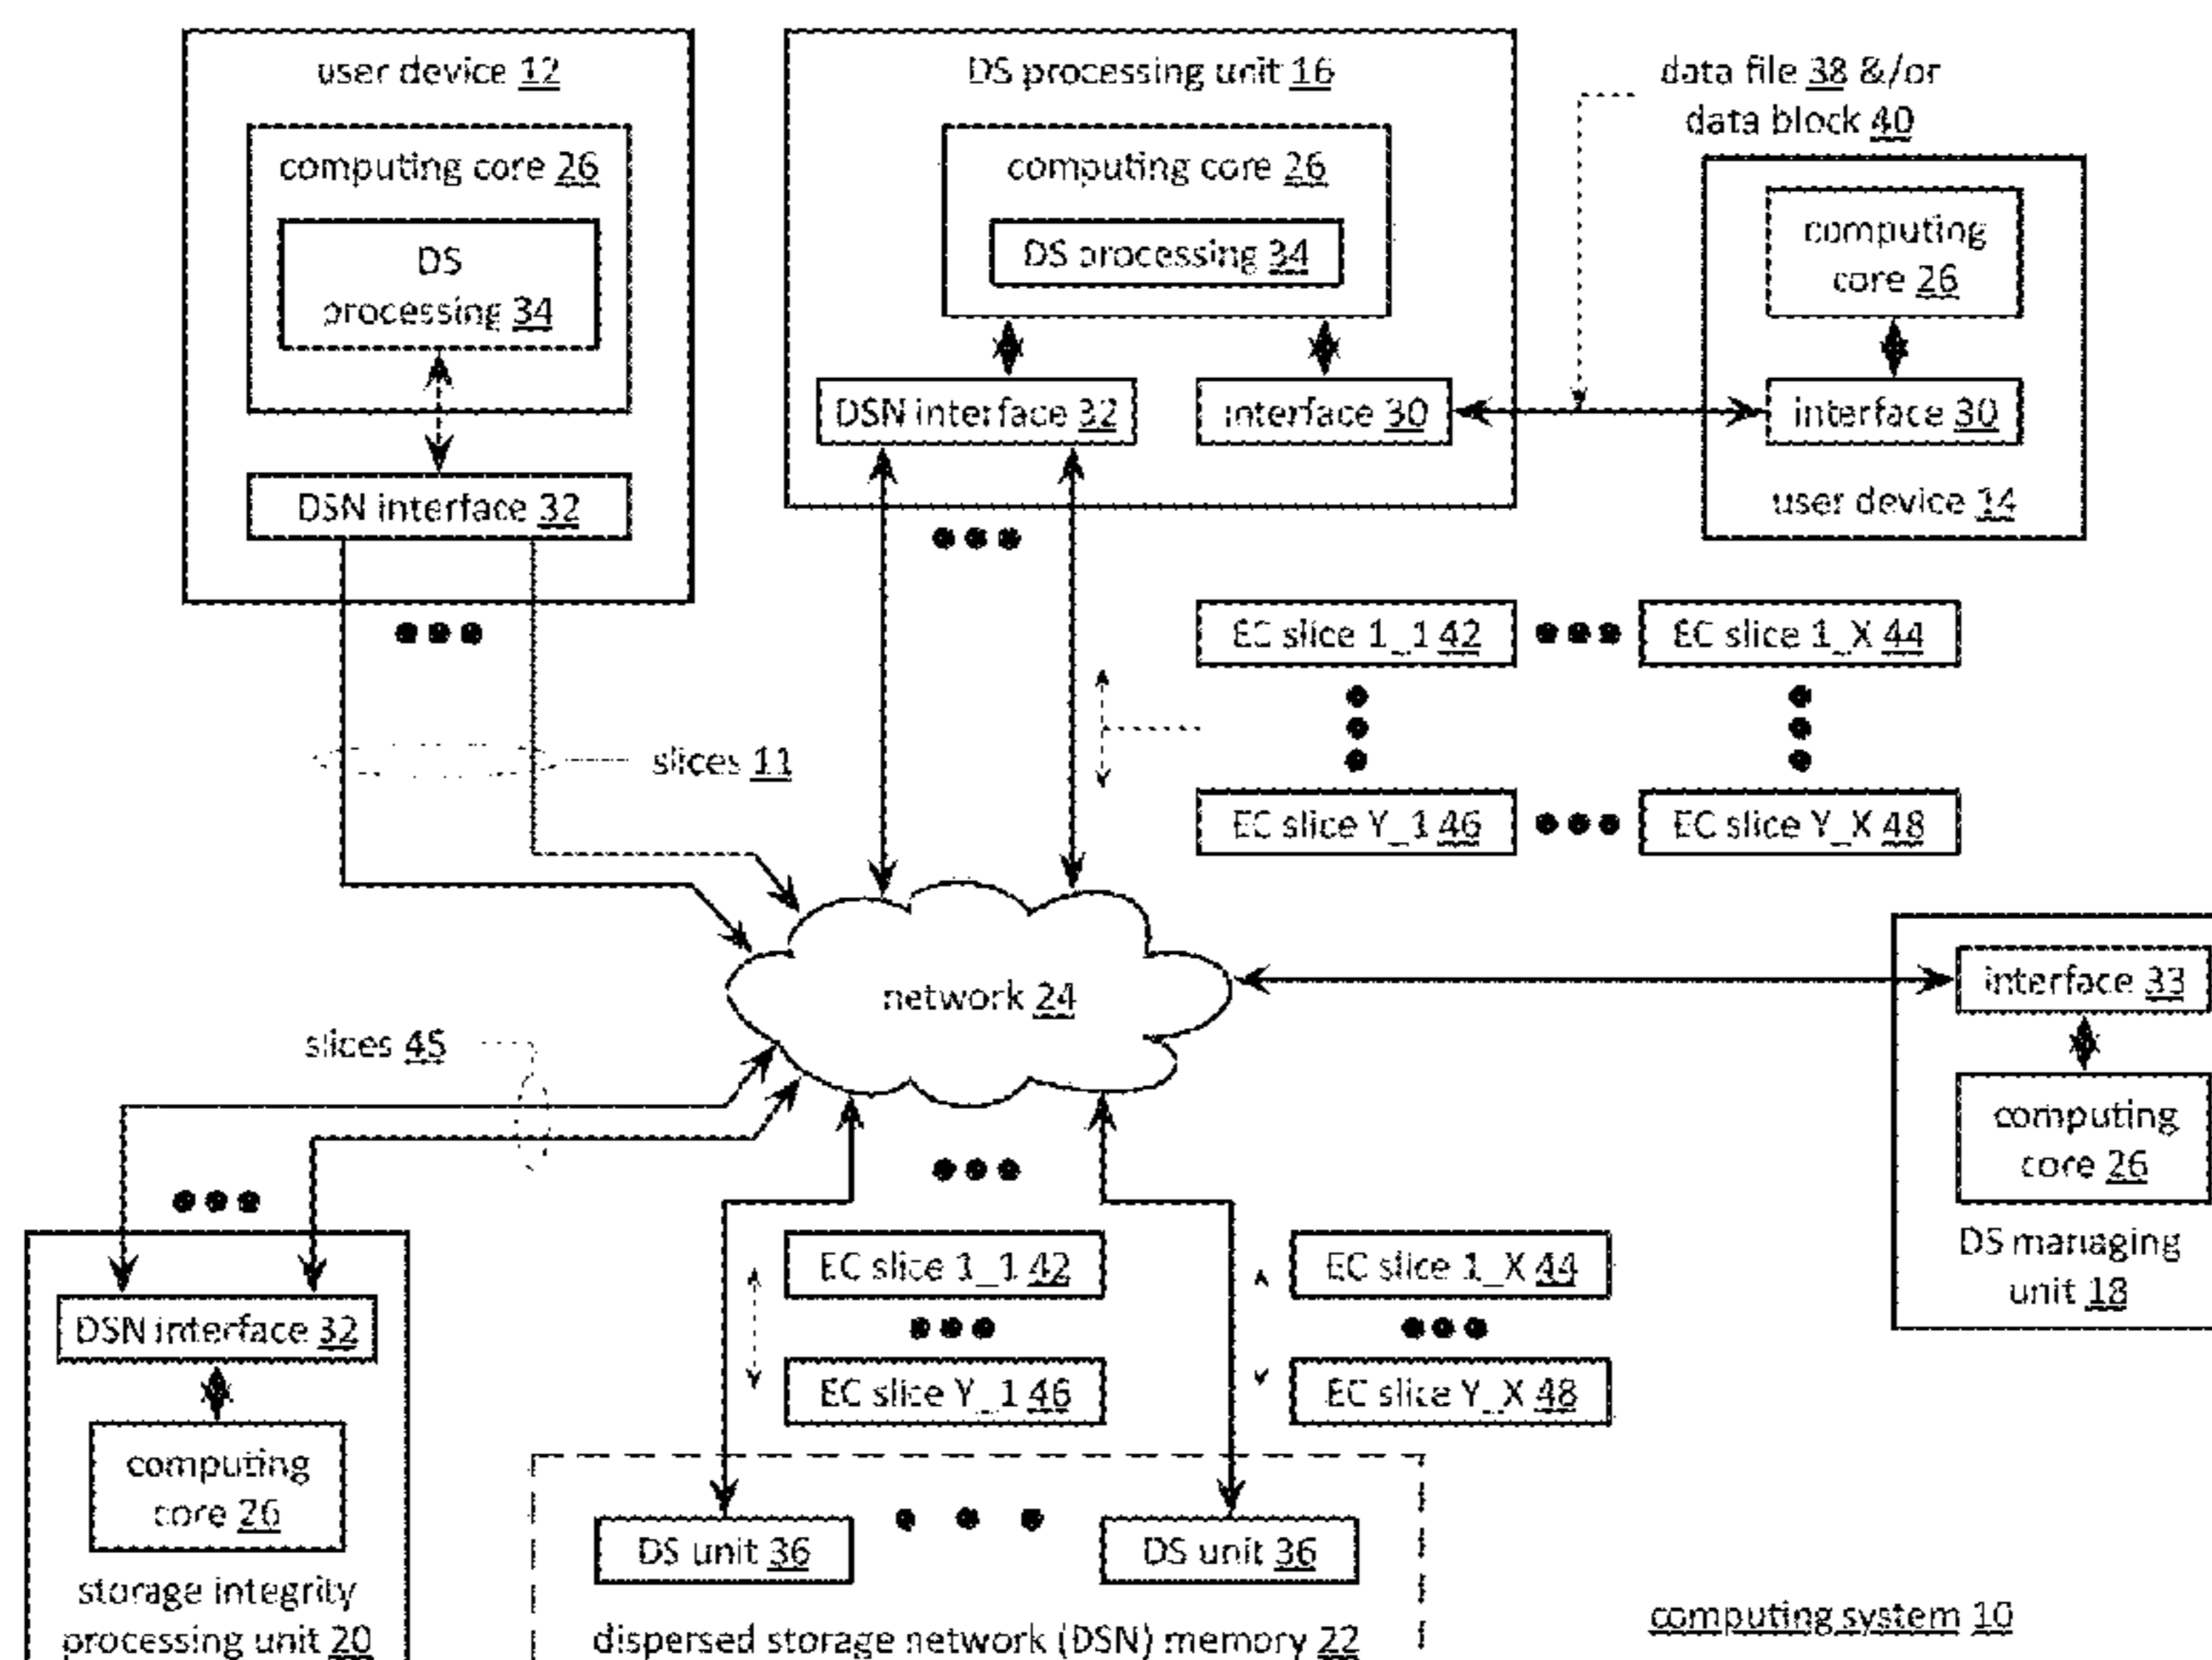 user device 12
computing core 26
DS
processing 34
DSN interface 32
DS processing unit 16
computing core 26
DS processing 34
DSN interface 32
interface 30
data file 38 &/or
data block 40
computing
core 26
interface 30
user device 14
EC slice 1_1 42
EC slice 1_X 44
EC slice Y_1 46
EC slice Y_X 48
slices 11
network 24
interface 33
computing
core 26
DS managing
unit 18
slices 45
DSN interface 32
computing
core 26
storage integrity
processing unit 20
EC slice 1_1 42
EC slice Y_1 46
EC slice 1_X 44
EC slice Y_X 48
DS unit 36
DS unit 36
dispersed storage network (DSN) memory 22
computing system 10